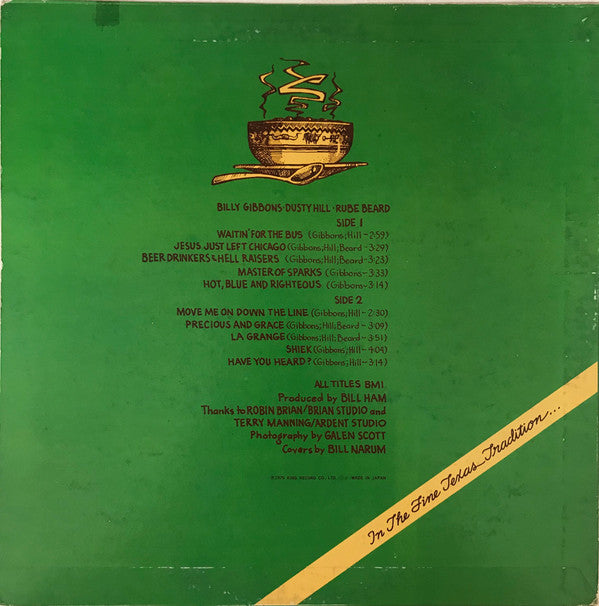 BILLY GIBBONS·DUSTY HILL·RUBE BEARD
SIDE 1
WAITIN' FOR THE BUS (Gibbons; Hill-2:59)
JESUS JUST LEFT CHICAGO (Gibbons; Hill; Beard-3:29)
BEER DRINKERS & HELL RAISERS (Gibbons; Hill; Beard-3:23)
MASTER OF SPARKS (Gibbons-3:33)
HOT, BLUE AND RIGHTEOUS (Gibbons-3:14)
SIDE 2
MOVE ME ON DOWN THE LINE (Gibbons; Hill-2:30)
PRECIOUS AND GRACE (Gibbons; Hill; Beard-3:09)
LA GRANGE (Gibbons; Hill; Beard-3:51)
SHIEK (Gibbons; Hill-4:04)
HAVE YOU HEARD? (Gibbons; Hill-3:14)
ALL TITLES BMI
Produced by BILL HAM
Thanks to ROBIN BRIAN/BRIAN STUDIO and
TERRY MANNING/ARDENT STUDIO
Photography by GALEN SCOTT
Covers by BILL NARUM
KING RECORD CO., LTD. MADE IN JAPAN
In The Fine Texas Tradition...